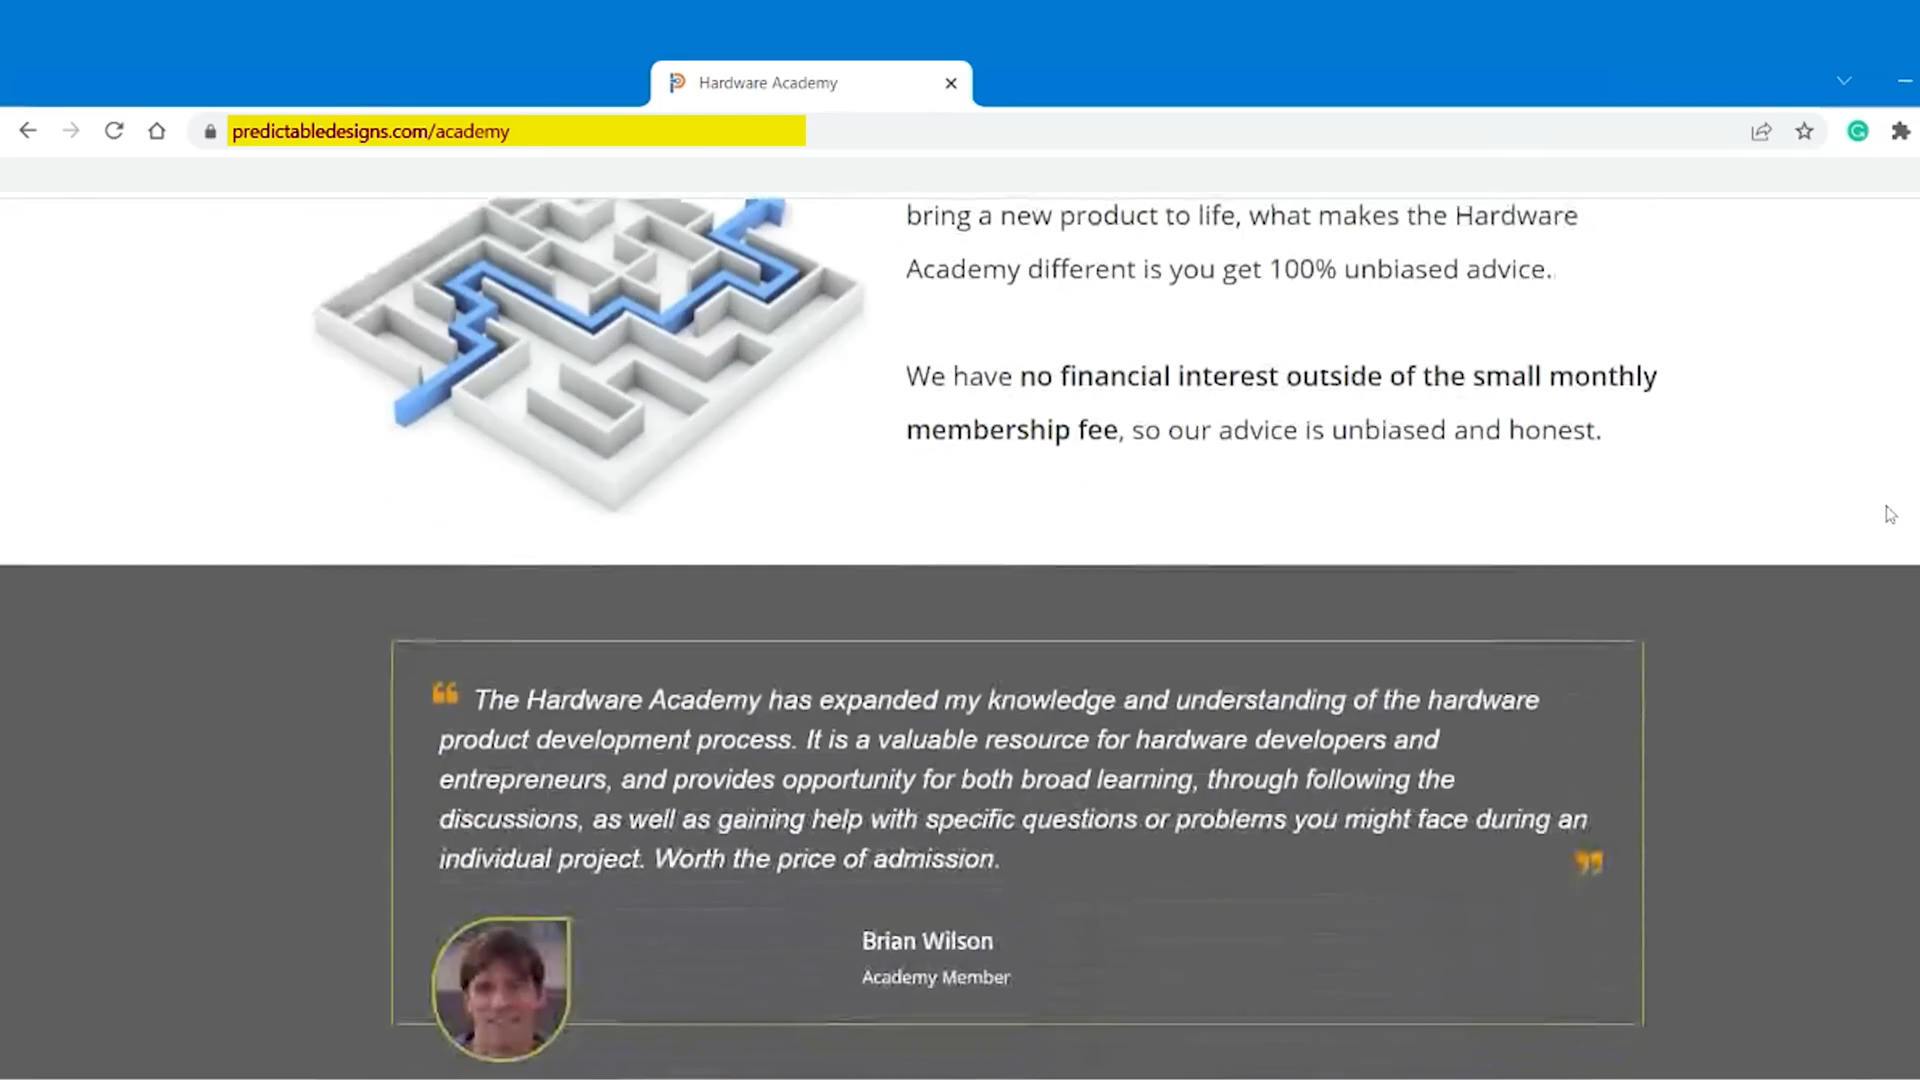 Hardware Academy
predictabledesigns.com/academy
bring a new product to life, what makes the Hardware
Academy different is you get 100% unbiased advice.
We have no financial interest outside of the small monthly
membership fee, so our advice is unbiased and honest.
“ The Hardware Academy has expanded my knowledge and understanding of the hardware
product development process. It is a valuable resource for hardware developers and
entrepreneurs, and provides opportunity for both broad learning, through following the
discussions, as well as gaining help with specific questions or problems you might face during an
individual project. Worth the price of admission. ”
Brian Wilson
Academy Member